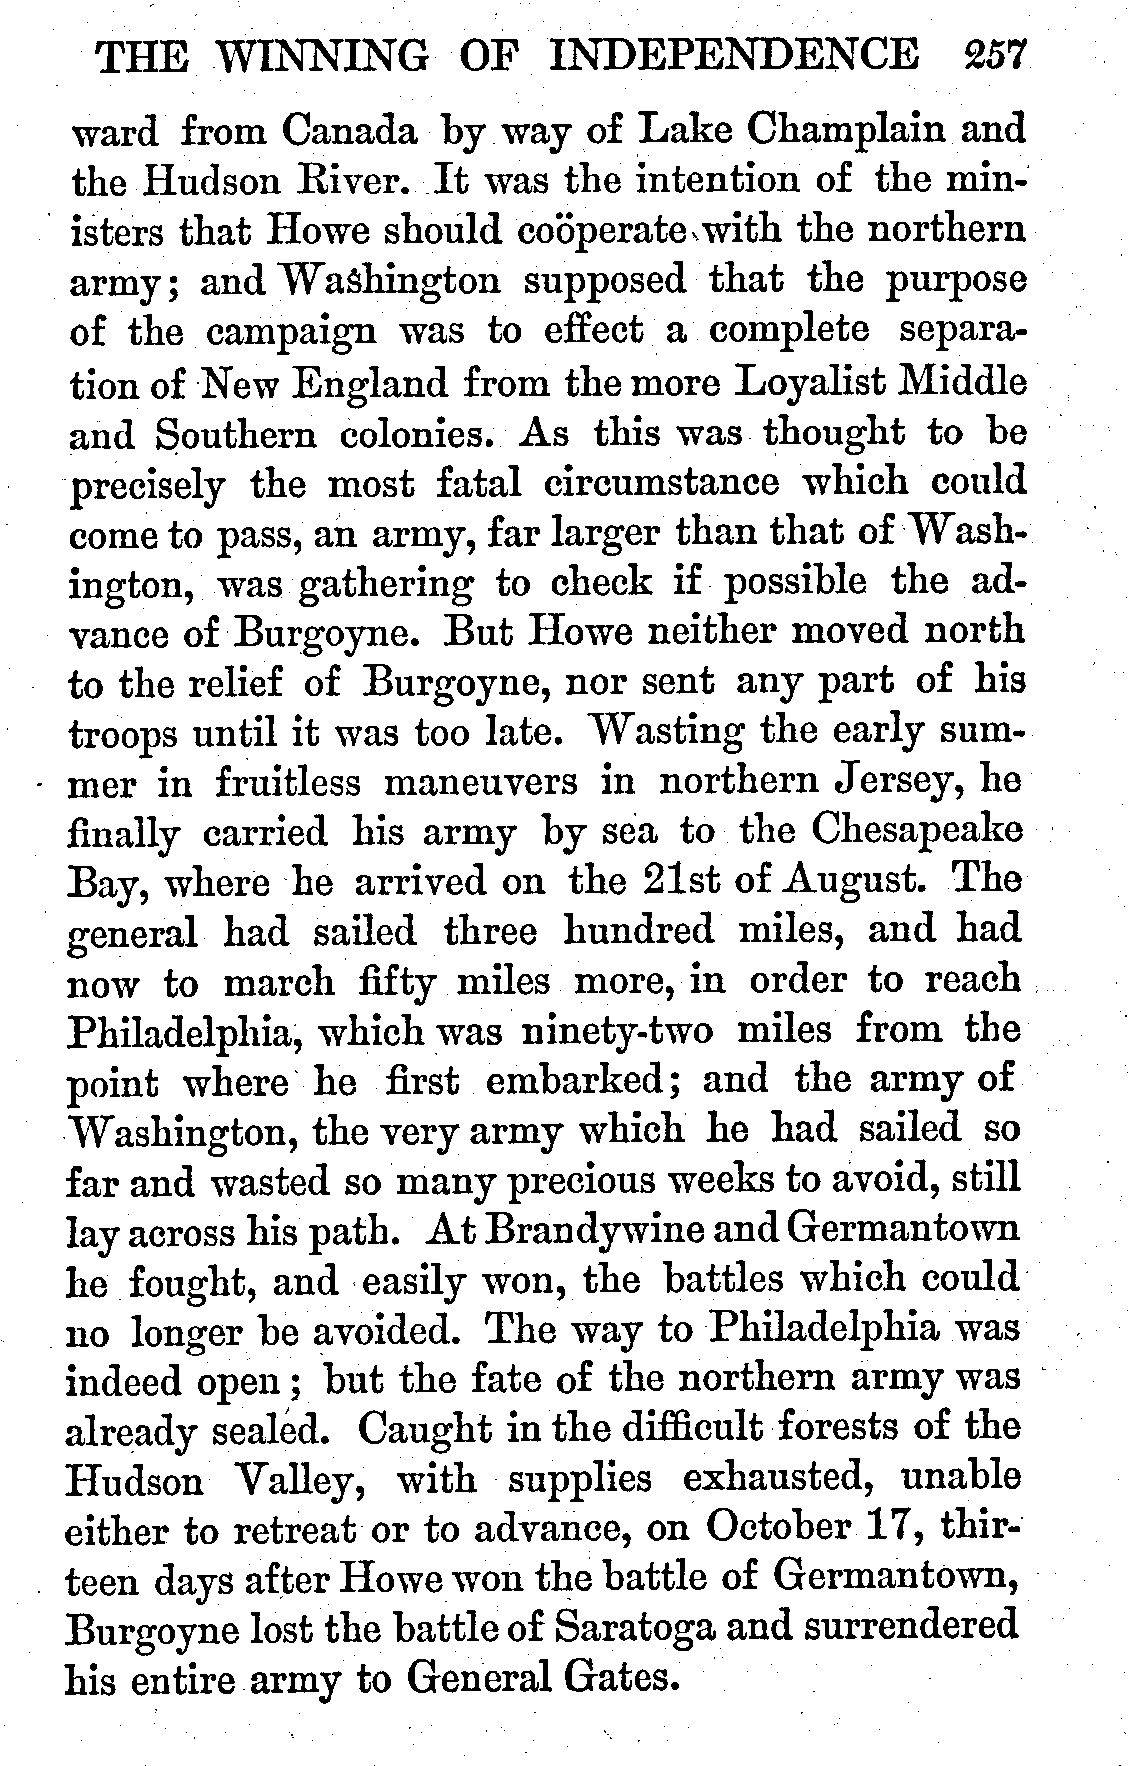 THE WINNING OF INDEPENDENCE 257
ward from Canada by way of Lake Champlain and
the Hudson River. It was the intention of the min-
isters that Howe should coöperate with the northern
army; and Washington supposed that the purpose
of the campaign was to effect a complete separa-
tion of New England from the more Loyalist Middle
and Southern colonies. As this was thought to be
precisely the most fatal circumstance which could
come to pass, an army, far larger than that of Wash-
ington, was gathering to check if possible the ad-
vance of Burgoyne. But Howe neither moved north
to the relief of Burgoyne, nor sent any part of his
troops until it was too late. Wasting the early sum-
mer in fruitless maneuvers in northern Jersey, he
finally carried his army by sea to the Chesapeake
Bay, where he arrived on the 21st of August. The
general had sailed three hundred miles, and had
now to march fifty miles more, in order to reach
Philadelphia, which was ninety-two miles from the
point where he first embarked; and the army of
Washington, the very army which he had sailed so
far and wasted so many precious weeks to avoid, still
lay across his path. At Brandywine and Germantown
he fought, and easily won, the battles which could
no longer be avoided. The way to Philadelphia was
indeed open; but the fate of the northern army was
already sealed. Caught in the difficult forests of the
Hudson Valley, with supplies exhausted, unable
either to retreat or to advance, on October 17, thir-
teen days after Howe won the battle of Germantown,
Burgoyne lost the battle of Saratoga and surrendered
his entire army to General Gates.